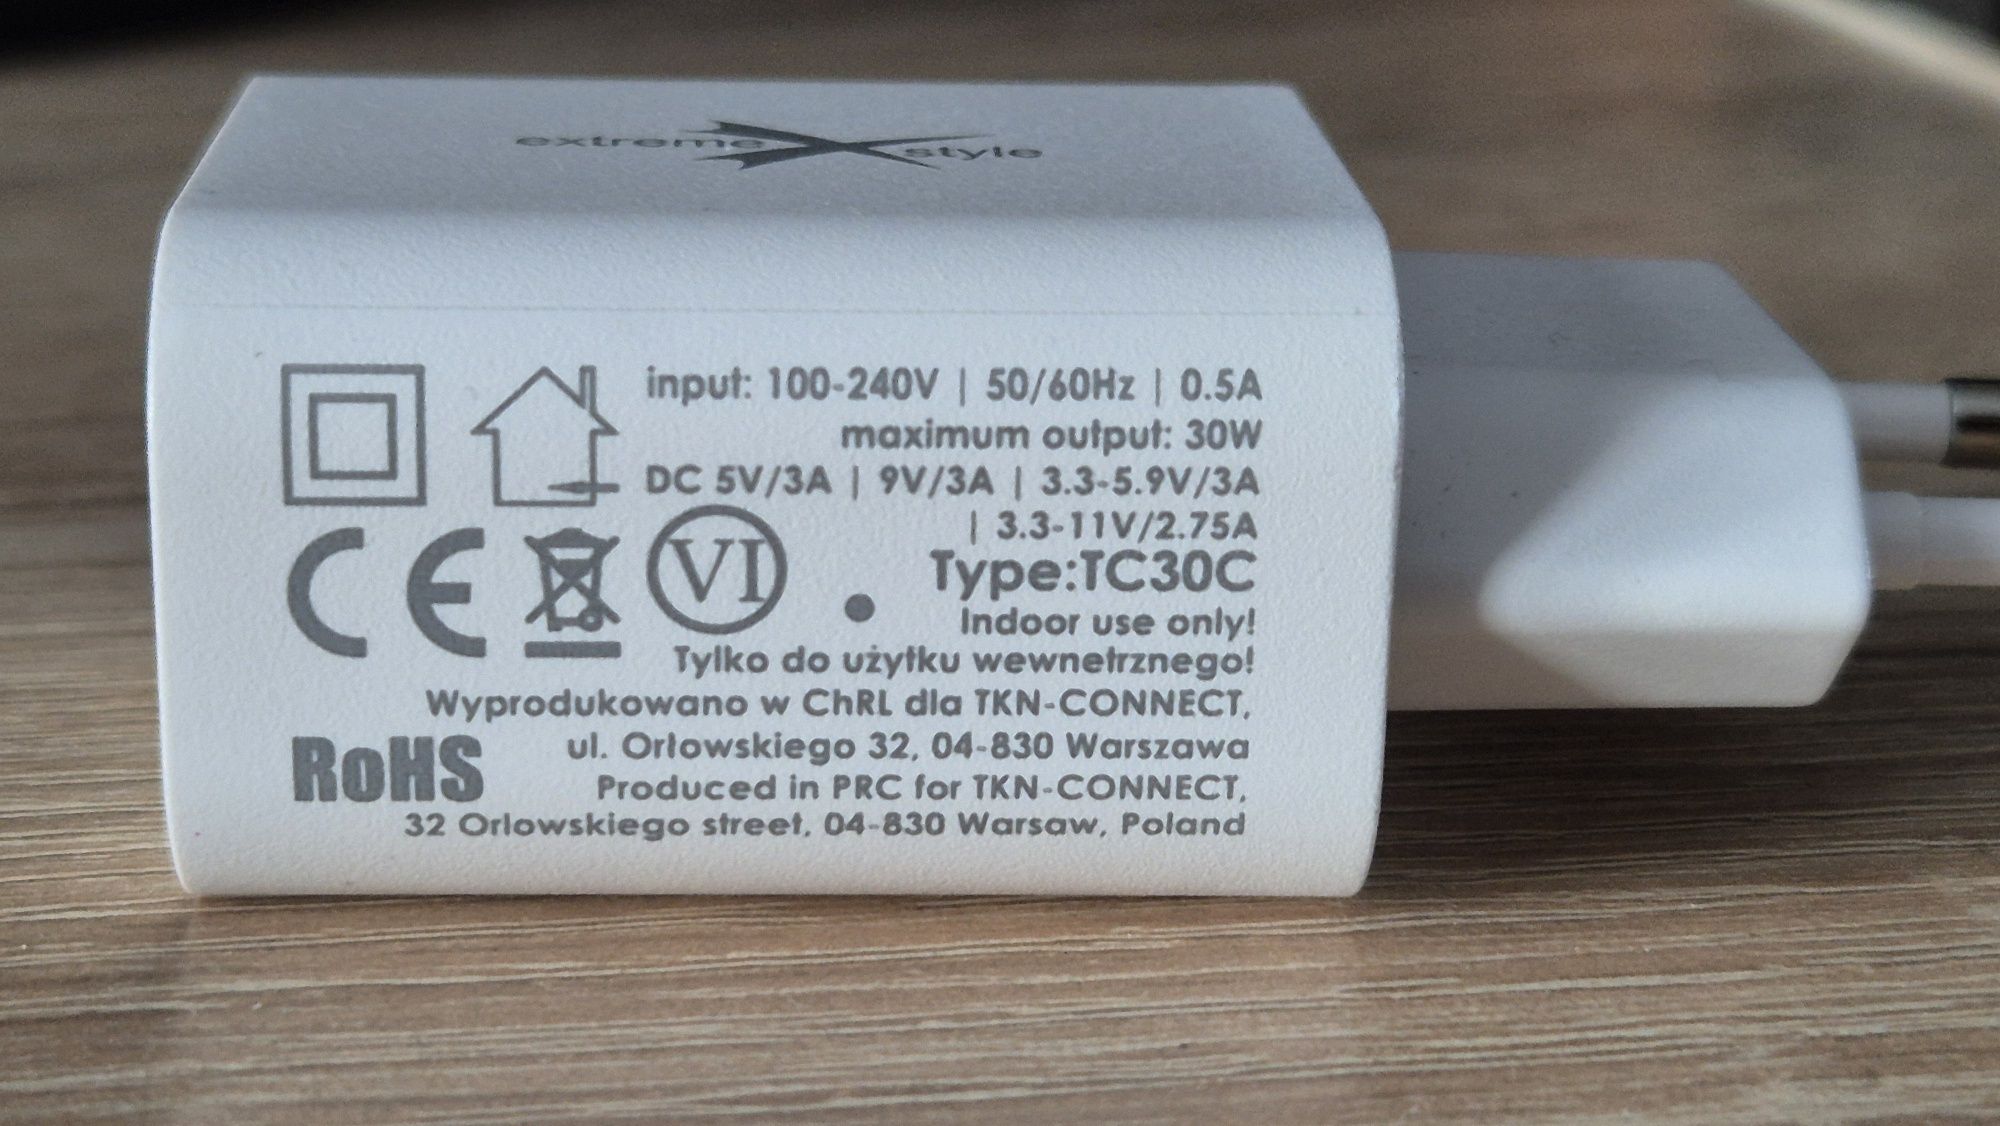 extreme style
input: 100-240V | 50/60Hz | 0.5A
maximum output: 30W
DC 5V/3A | 9V/3A | 3.3-5.9V/3A
| 3.3-11V/2.75A
CE
VI
Type:TC30C
Indoor use only!
Tylko do użytku wewnetrznego!
Wyprodukowano w ChRL dla TKN-CONNECT,
ul. Orłowskiego 32, 04-830 Warszawa
RoHS
Produced in PRC for TKN-CONNECT,
32 Orlowskiego street, 04-830 Warsaw, Poland